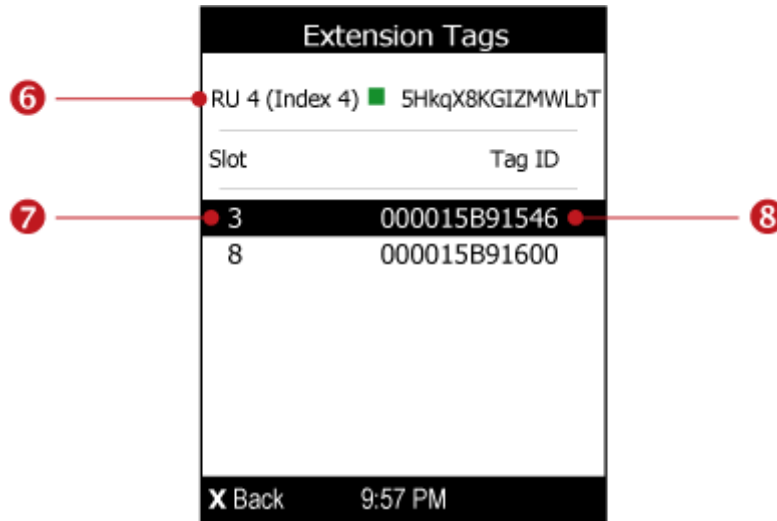 Extension Tags
6 RU 4 (Index 4) 5HkqX8KGIZMWLbT
Slot Tag ID
7 3 000015B91546 8
8 000015B91600
X Back 9:57 PM